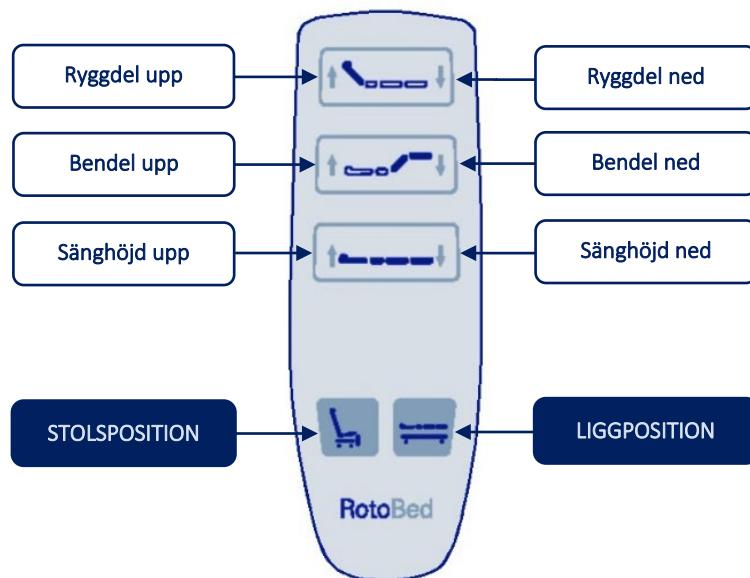 Ryggdel upp
Ryggdel ned
Bendel upp
Bendel ned
Sänghöjd upp
Sänghöjd ned
STOLSPOSITION
LIGGPOSITION
RotoBed